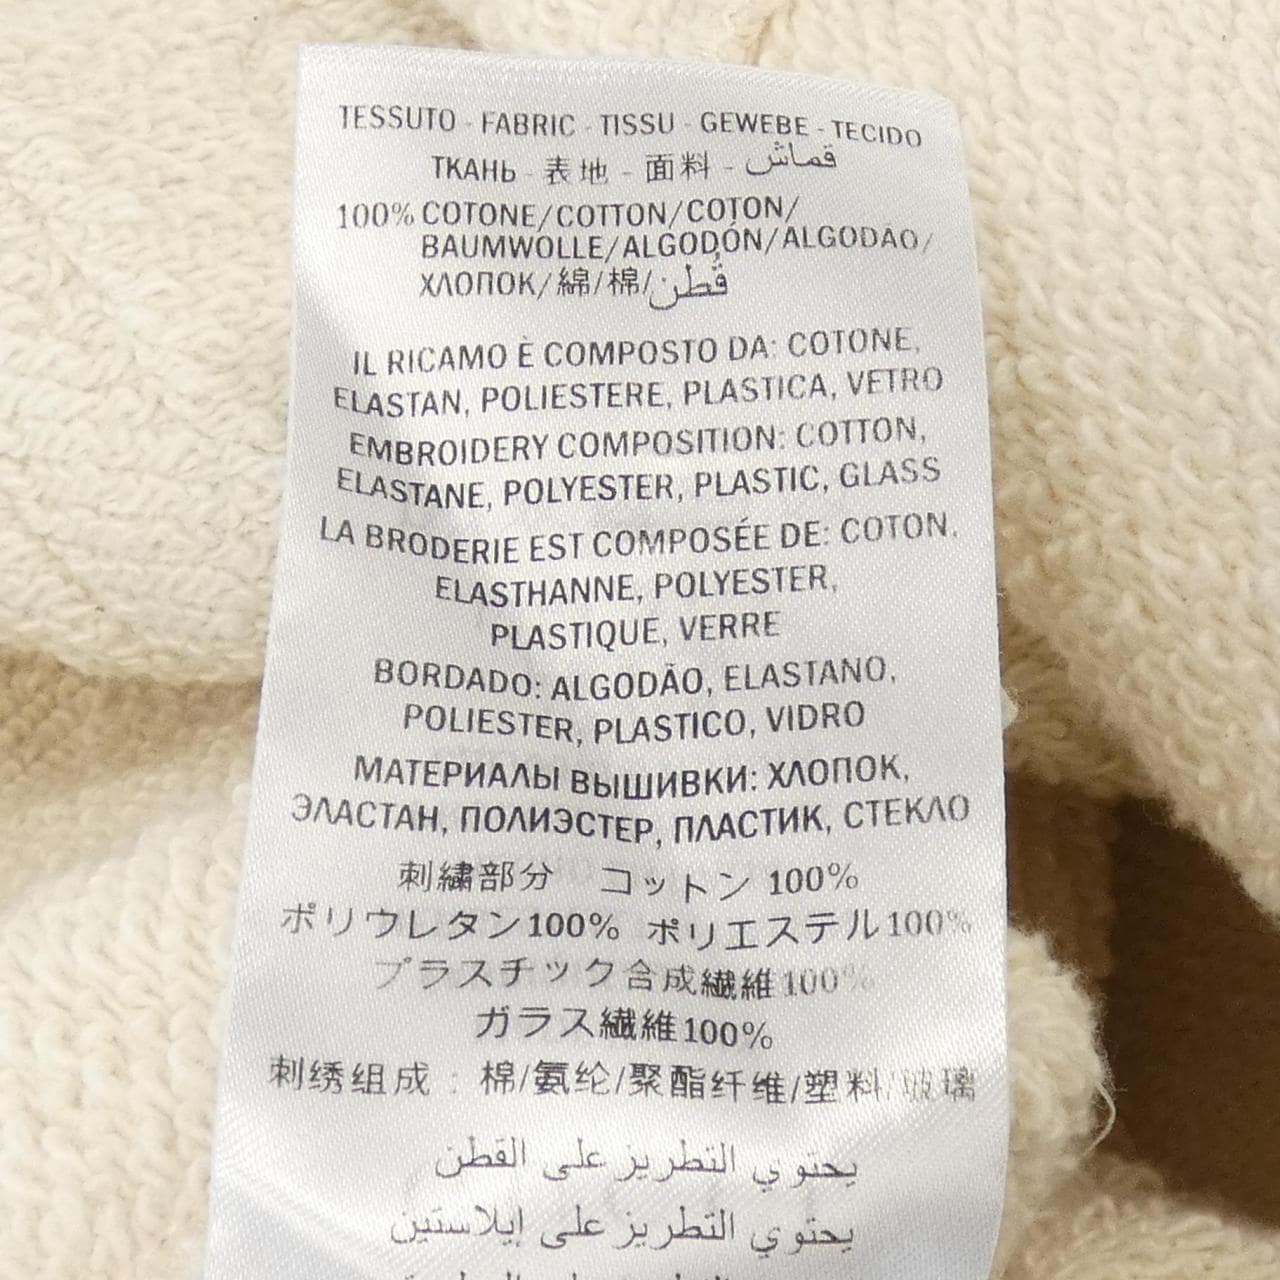 TESSUTO - FABRIC - TISSU - GEWEBE - TECIDO
ТКАНЬ - 表地 - 面料 - قماش
100% COTONE/COTTON/COTON/
BAUMWOLLE/ALGODÓN/ALGODÃO/
ХЛОПОК/綿/棉/قُطن
IL RICAMO È COMPOSTO DA: COTONE,
ELASTAN, POLIESTERE, PLASTICA, VETRO
EMBROIDERY COMPOSITION: COTTON,
ELASTANE, POLYESTER, PLASTIC, GLASS
LA BRODERIE EST COMPOSÉE DE: COTON,
ELASTHANNE, POLYESTER,
PLASTIQUE, VERRE
BORDADO: ALGODÃO, ELASTANO,
POLIESTER, PLASTICO, VIDRO
МАТЕРИАЛЫ ВЫШИВКИ: ХЛОПОК,
ЭЛАСТАН, ПОЛИЭСТЕР, ПЛАСТИК, СТЕКЛО
刺繍部分 コットン 100%
ポリウレタン100% ポリエステル100%
プラスチック合成繊維100%
ガラス繊維100%
刺绣组成：棉/氨纶/聚酯纤维/塑料/玻璃
يحتوي التطريز على القطن
يحتوي التطريز على إيلاستين